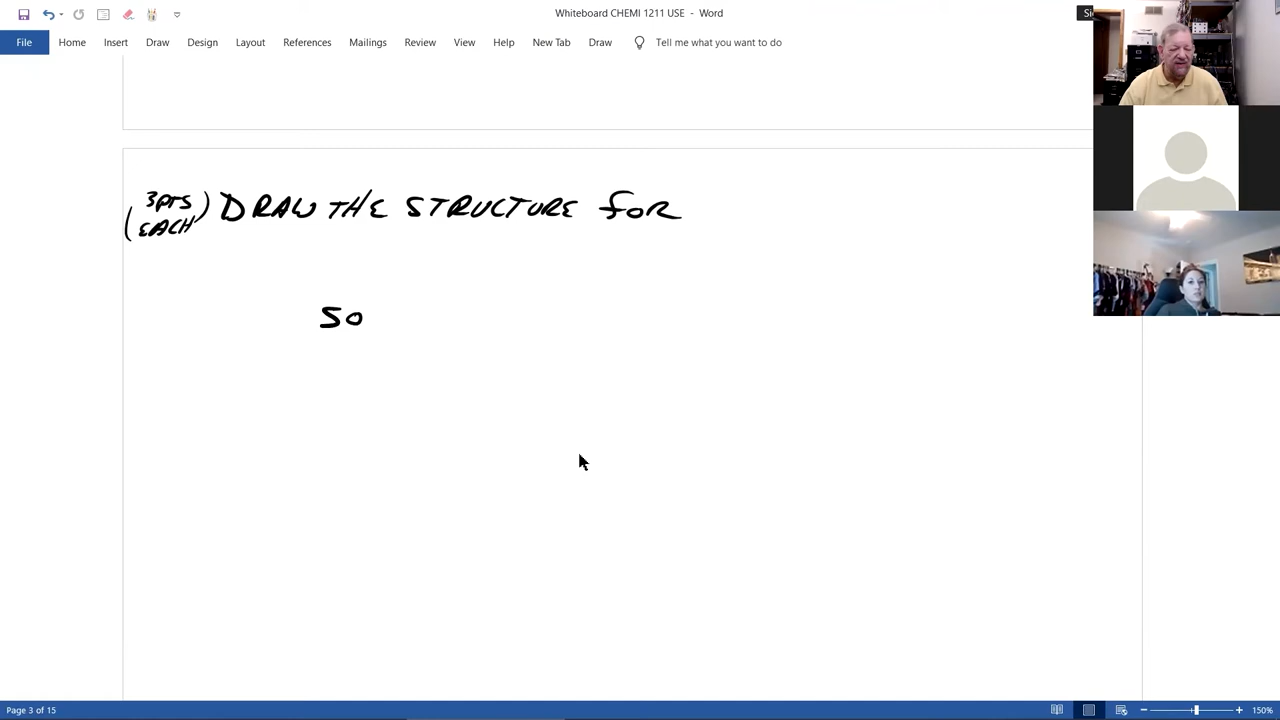 Whiteboard CHEMI 1211 USE - Word
File Home Insert Draw Design Layout References Mailings Review View Help New Tab Draw Tell me what you want to do
(3PTS EACH) DRAW THE STRUCTURE FOR
SO
Page 3 of 15
150%